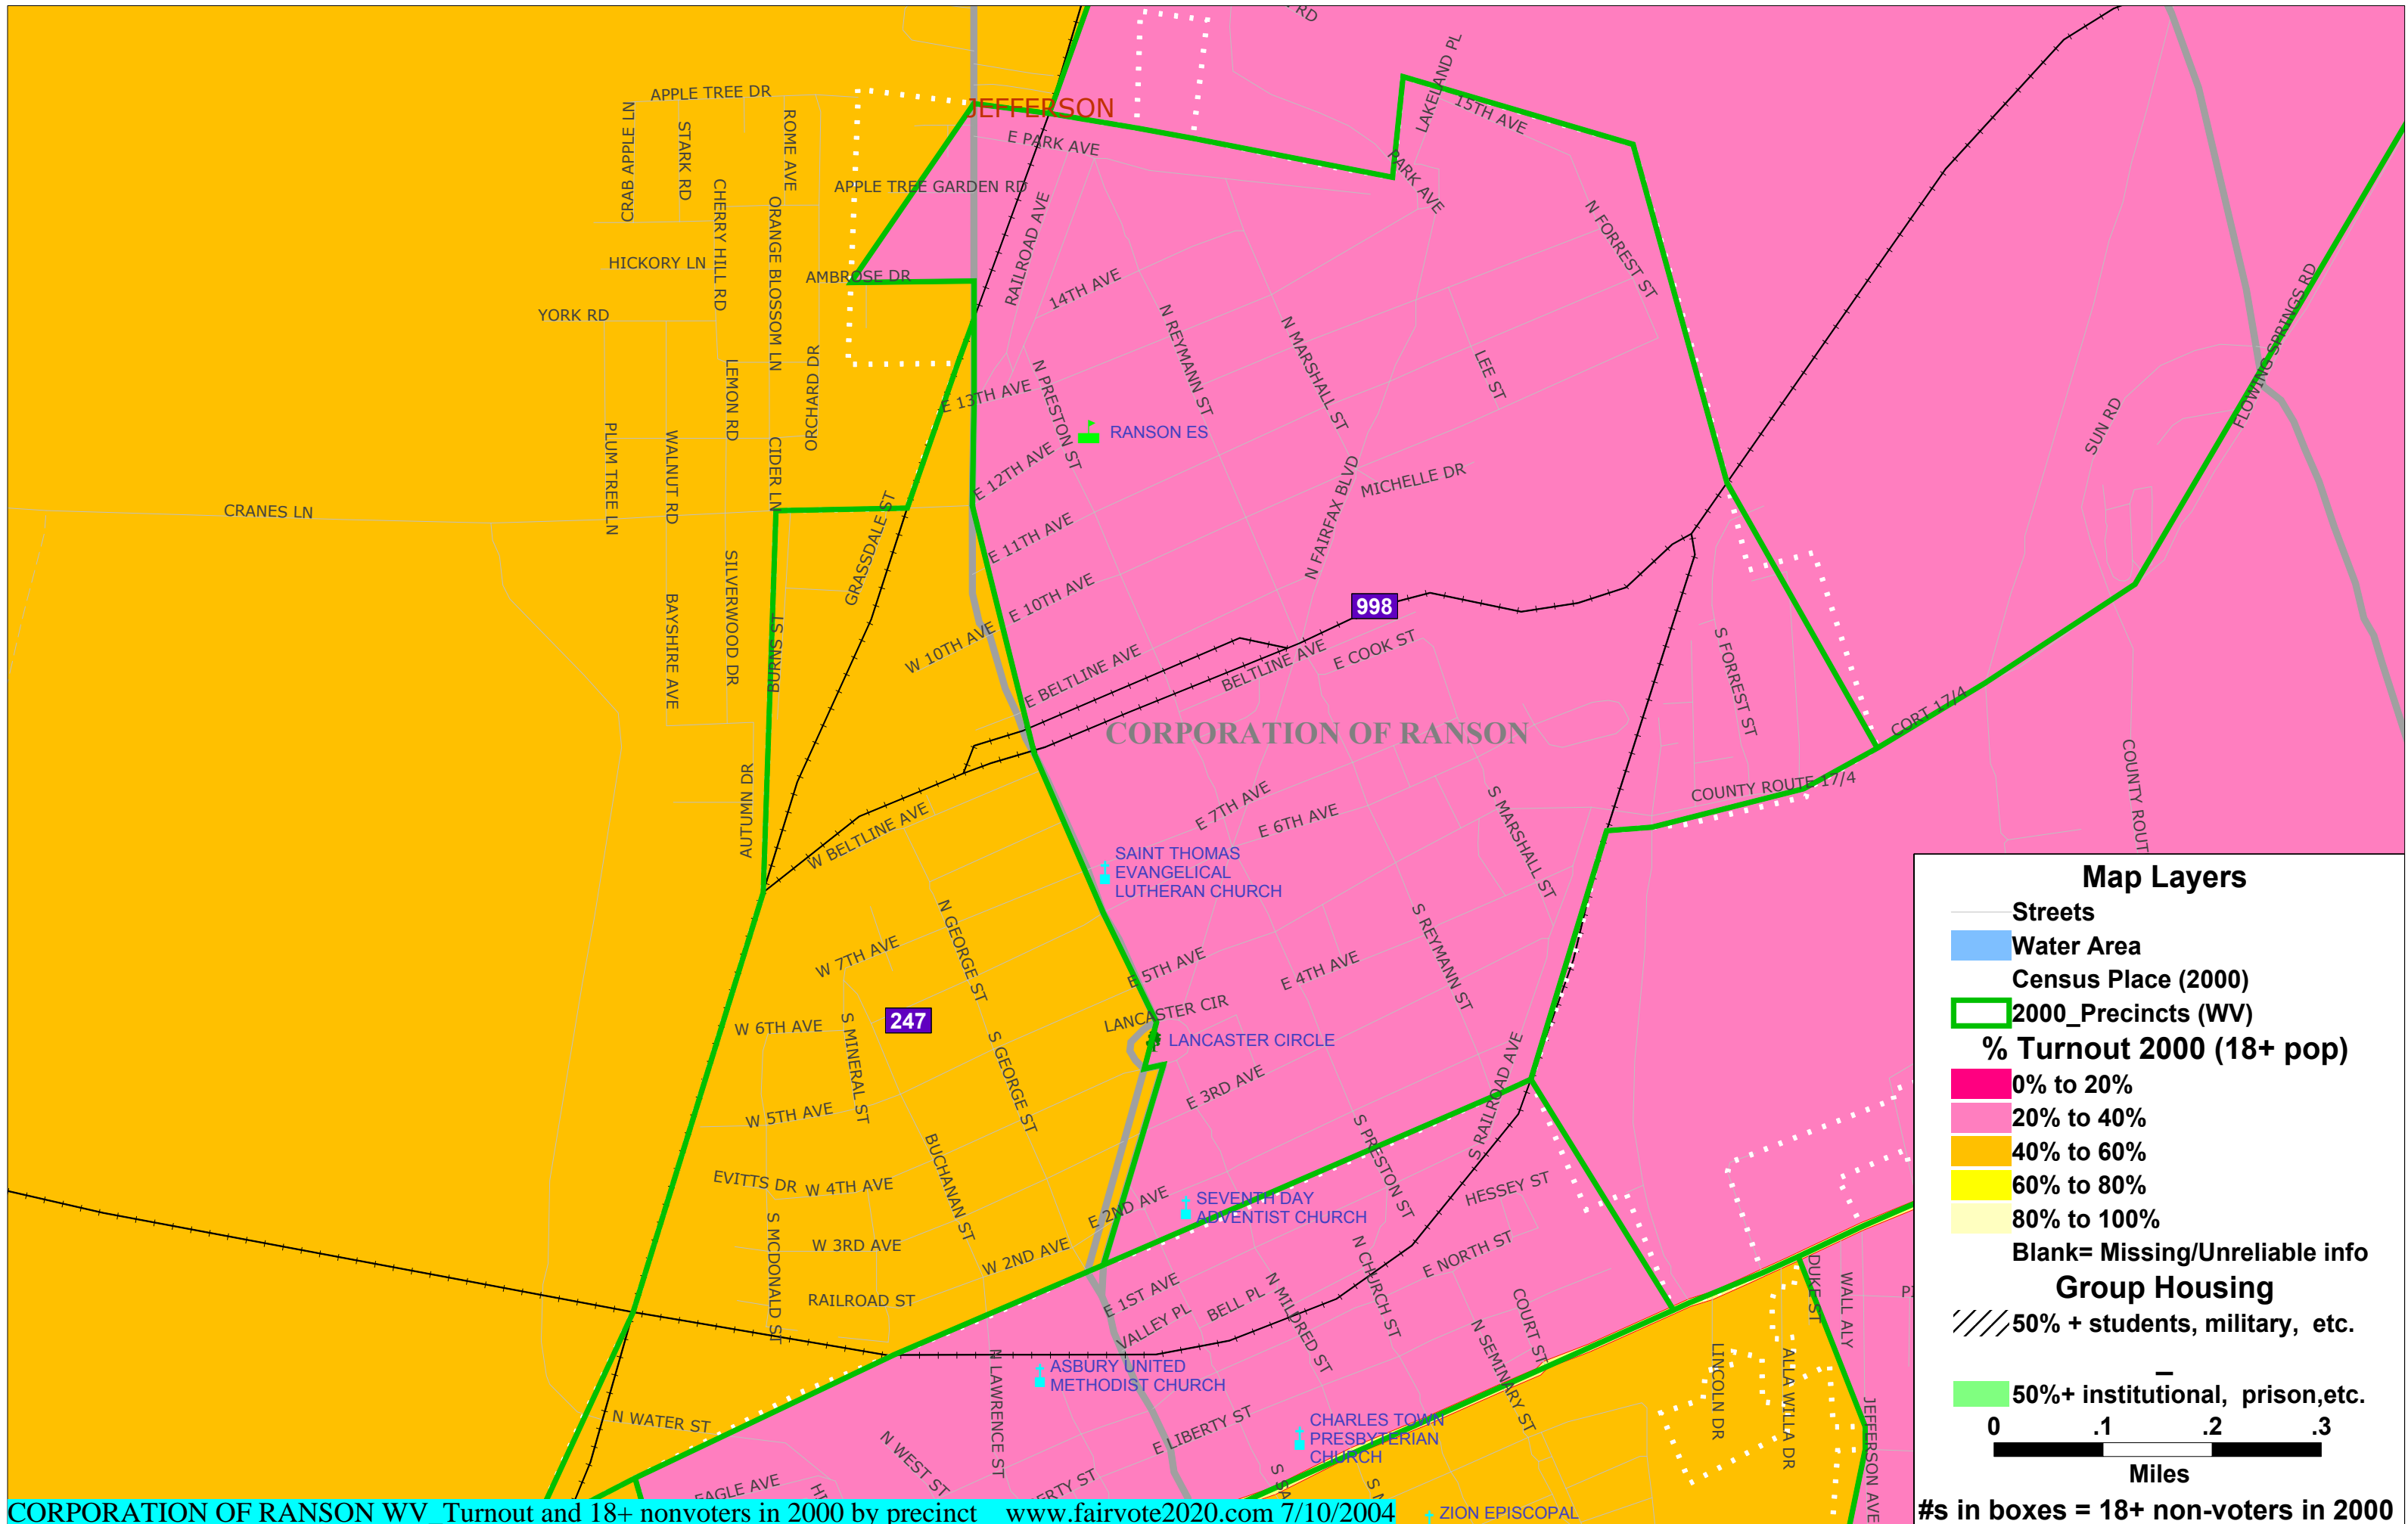 RD
LAKELAND PL
APPLE TREE DR
JEFFERSON
15TH AVE
CRAB APPLE LN
STARK RD
ROME AVE
E PARK AVE
PARK AVE
APPLE TREE GARDEN RD
CHERRY HILL RD
ORANGE BLOSSOM LN
RAILROAD AVE
N FORREST ST
HICKORY LN
AMBROSE DR
14TH AVE
YORK RD
N REYMANN ST
N MARSHALL ST
FLOWING SPRINGS RD
LEMON RD
ORCHARD DR
N PRESTON ST
LEE ST
E 13TH AVE
SUN RD
PLUM TREE LN
WALNUT RD
CIDER LN
RANSON ES
E 12TH AVE
MICHELLE DR
CRANES LN
GRASSDALE ST
E 11TH AVE
N FAIRFAX BLVD
SILVERWOOD DR
BAYSHIRE AVE
BURNS ST
E 10TH AVE
W 10TH AVE
998
E COOK ST
S FORREST ST
E BELTLINE AVE
BELTLINE AVE
CORPORATION OF RANSON
CORT 17/4
COUNTY ROUT
AUTUMN DR
COUNTY ROUTE 17/4
E 7TH AVE
E 6TH AVE
S MARSHALL ST
W BELTLINE AVE
SAINT THOMAS
EVANGELICAL
LUTHERAN CHURCH
N GEORGE ST
S REYMANN ST
W 7TH AVE
E 5TH AVE
E 4TH AVE
LANCASTER CIR
247
W 6TH AVE
S MINERAL ST
S GEORGE ST
LANCASTER CIRCLE
E 3RD AVE
S RAILROAD AVE
W 5TH AVE
BUCHANAN ST
S PRESTON ST
EVITTS DR
W 4TH AVE
HESSEY ST
SEVENTH DAY
ADVENTIST CHURCH
E 2ND AVE
S MCDONALD ST
W 3RD AVE
W 2ND AVE
N CHURCH ST
E NORTH ST
DUKE ST
WALL ALY
PI
RAILROAD ST
E 1ST AVE
VALLEY PL
BELL PL
N MILDRED ST
COURT ST
N SEMINARY ST
LINCOLN DR
ALLA WILLA DR
N LAWRENCE ST
ASBURY UNITED
METHODIST CHURCH
JEFFERSON AVE
N WATER ST
N WEST ST
E LIBERTY ST
CHARLES TOWN
PRESBYTERIAN
CHURCH
EAGLE AVE
HI
ERTY ST
S SA
S M
ZION EPISCOPAL
Map Layers
Streets
Water Area
Census Place (2000)
2000_Precincts (WV)
% Turnout 2000 (18+ pop)
0% to 20%
20% to 40%
40% to 60%
60% to 80%
80% to 100%
Blank= Missing/Unreliable info
Group Housing
50% + students, military, etc.
_
50%+ institutional, prison,etc.
0 .1 .2 .3
Miles
#s in boxes = 18+ non-voters in 2000
CORPORATION OF RANSON WV_Turnout and 18+ nonvoters in 2000 by precinct www.fairvote2020.com 7/10/2004